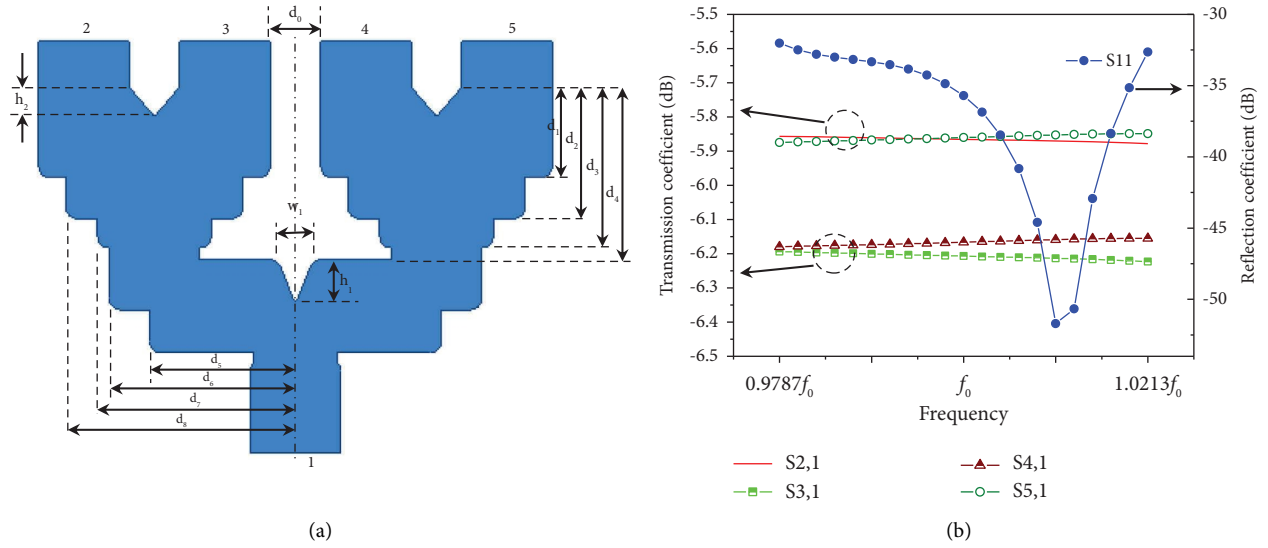 d0
2 3 4 5
h2
d1
d2
d3
d4
w1
h1
d5
d6
d7
d8
1
(a)
-5.5
-5.6
-5.7
-5.8
-5.9
-6.0
-6.1
-6.2
-6.3
-6.4
-6.5
Transmission coefficient (dB)
S11
-30
-35
-40
-45
-50
Reflection coefficient (dB)
0.9787f0 f0 1.0213f0
Frequency
S2,1 S4,1
S3,1 S5,1
(b)